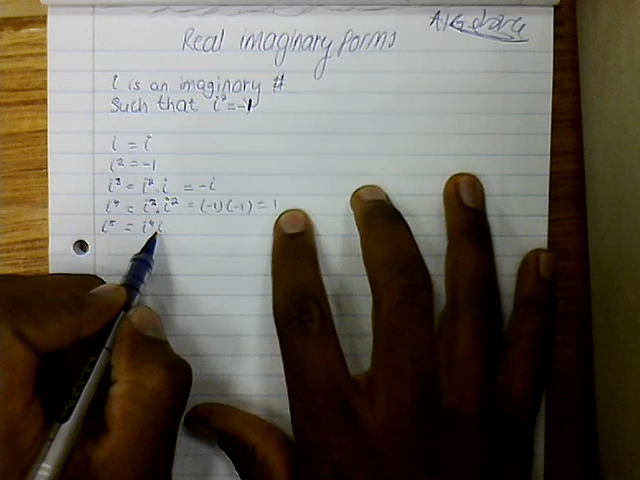 Algebra
Real imaginary forms
i is an imaginary #
Such that i² = -1
i = i
i² = -1
i³ = i² · i = -i
i⁴ = i² · i² = (-1)(-1) = 1
i⁵ = i⁴ i